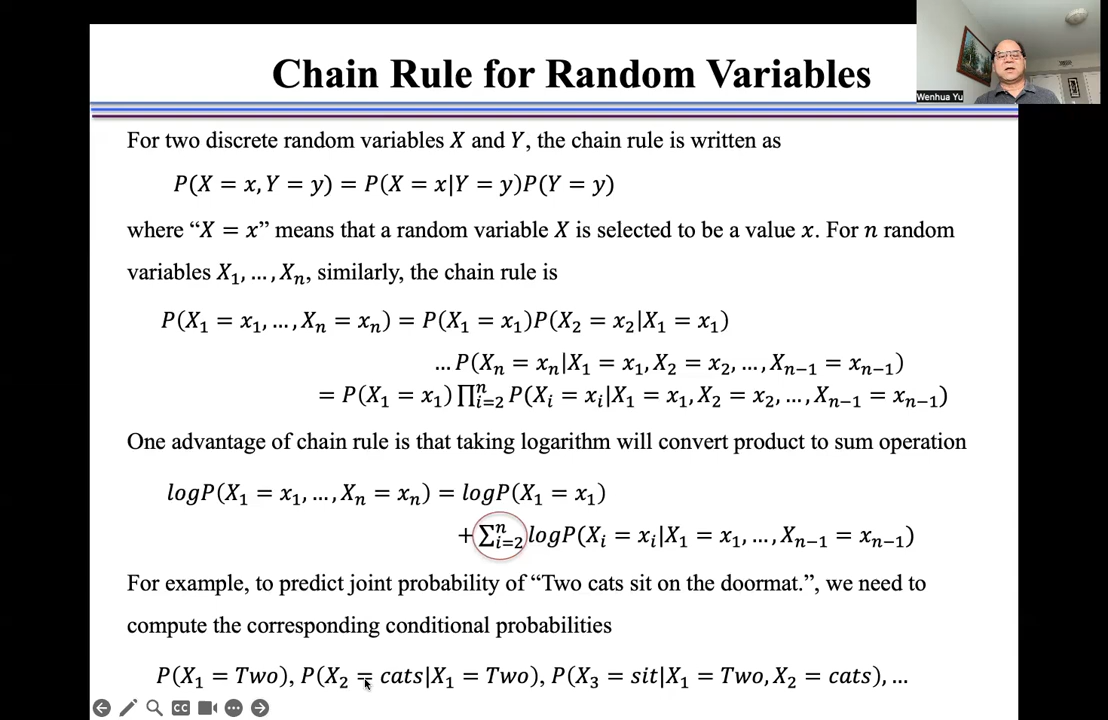 Chain Rule for Random Variables
Wenhua Yu
For two discrete random variables X and Y, the chain rule is written as
P(X = x, Y = y) = P(X = x|Y = y)P(Y = y)
where “X = x” means that a random variable X is selected to be a value x. For n random
variables X₁, … , Xₙ, similarly, the chain rule is
P(X₁ = x₁, … , Xₙ = xₙ) = P(X₁ = x₁)P(X₂ = x₂|X₁ = x₁)
… P(Xₙ = xₙ|X₁ = x₁, X₂ = x₂, … , Xₙ₋₁ = xₙ₋₁)
= P(X₁ = x₁) ∏ⁿᵢ₌₂ P(Xᵢ = xᵢ|X₁ = x₁, X₂ = x₂, … , Xₙ₋₁ = xₙ₋₁)
One advantage of chain rule is that taking logarithm will convert product to sum operation
logP(X₁ = x₁, … , Xₙ = xₙ) = logP(X₁ = x₁)
+ ∑ⁿᵢ₌₂ logP(Xᵢ = xᵢ|X₁ = x₁, … , Xₙ₋₁ = xₙ₋₁)
For example, to predict joint probability of “Two cats sit on the doormat.”, we need to
compute the corresponding conditional probabilities
P(X₁ = Two), P(X₂ = cats|X₁ = Two), P(X₃ = sit|X₁ = Two, X₂ = cats), …
CC